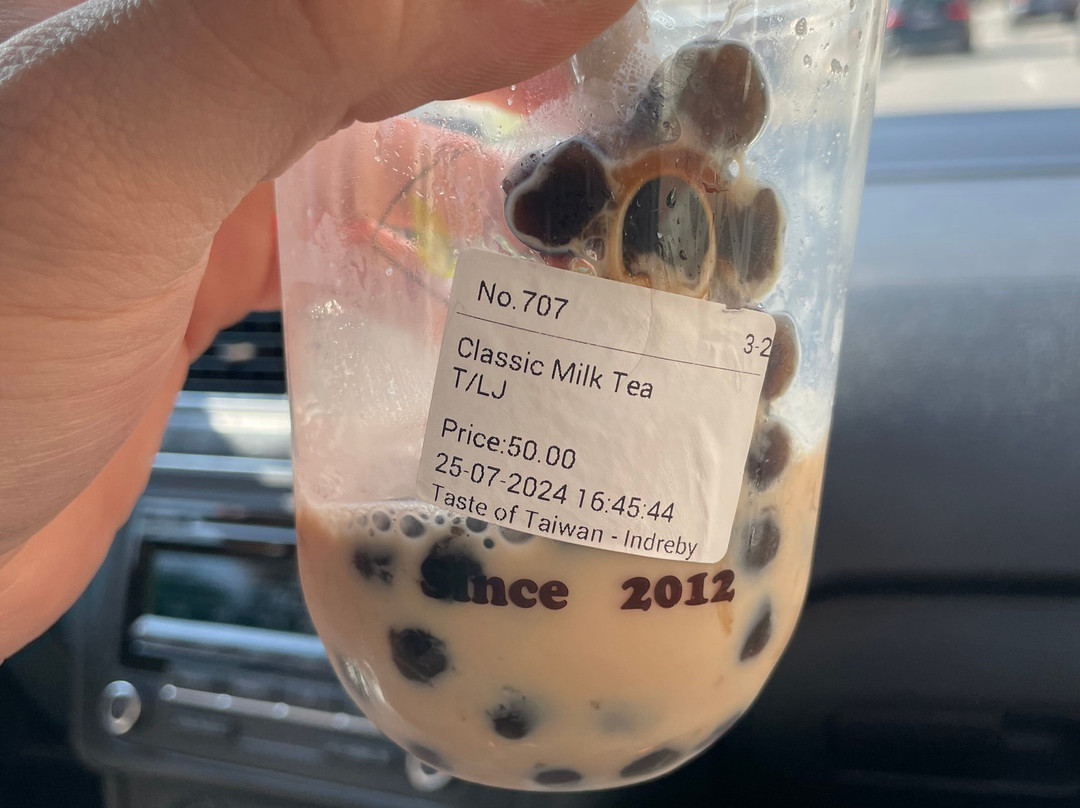 No.707
3-2
Classic Milk Tea
T/LJ
Price:50.00
25-07-2024 16:45:44
Taste of Taiwan - Indreby
Since 2012